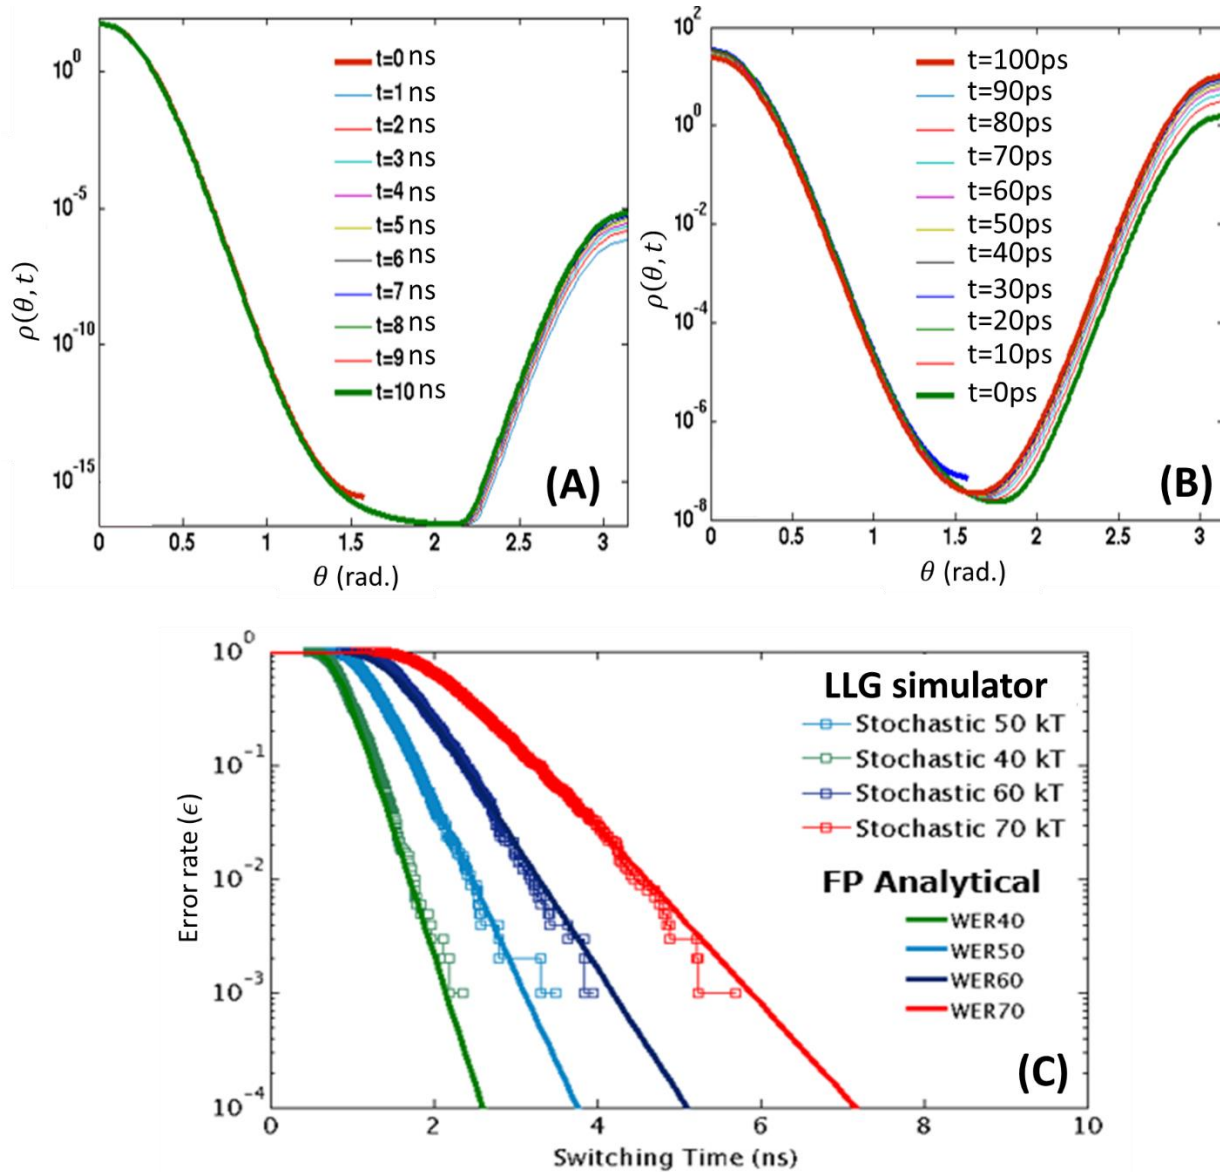 t=0 ns
t=1 ns
t=2 ns
t=3 ns
t=4 ns
t=5 ns
t=6 ns
t=7 ns
t=8 ns
t=9 ns
t=10 ns
10^0
10^-5
10^-10
10^-15
ρ(θ, t)
(A)
0 0.5 1 1.5 2 2.5 3
θ (rad.)
t=100ps
t=90ps
t=80ps
t=70ps
t=60ps
t=50ps
t=40ps
t=30ps
t=20ps
t=10ps
t=0ps
10^2
10^0
10^-2
10^-4
10^-6
10^-8
ρ(θ, t)
(B)
0 0.5 1 1.5 2 2.5 3
θ (rad.)
10^0
10^-1
10^-2
10^-3
10^-4
Error rate (ϵ)
LLG simulator
Stochastic 50 kT
Stochastic 40 kT
Stochastic 60 kT
Stochastic 70 kT
FP Analytical
WER40
WER50
WER60
WER70
(C)
0 2 4 6 8 10
Switching Time (ns)